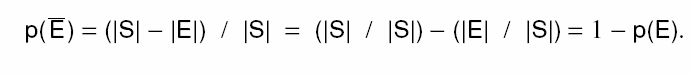 p(E̅) = (|S| – |E|) / |S| = (|S| / |S|) – (|E| / |S|) = 1 – p(E).